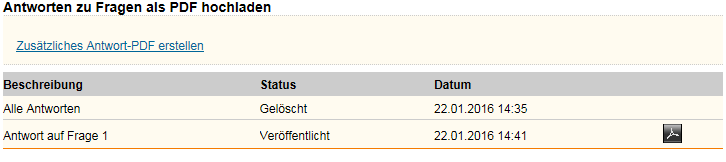 Antworten zu Fragen als PDF hochladen
Zusätzliches Antwort-PDF erstellen
Beschreibung Status Datum
Alle Antworten Gelöscht 22.01.2016 14:35
Antwort auf Frage 1 Veröffentlicht 22.01.2016 14:41